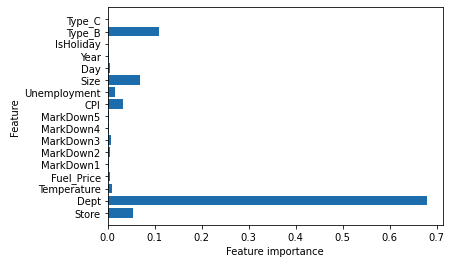 Type_C
Type_B
IsHoliday
Year
Day
Size
Unemployment
CPI
MarkDown5
MarkDown4
MarkDown3
MarkDown2
MarkDown1
Fuel_Price
Temperature
Dept
Store
Feature
0.0 0.1 0.2 0.3 0.4 0.5 0.6 0.7
Feature importance